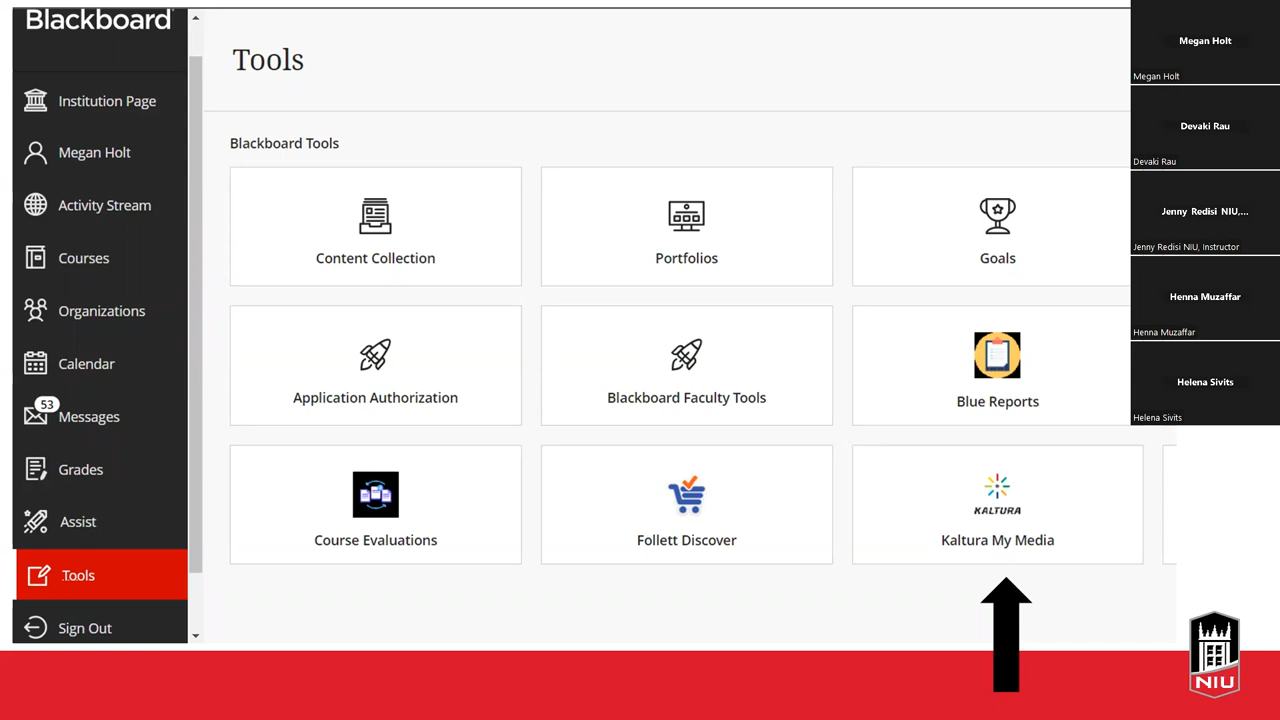 Blackboard
Institution Page
Megan Holt
Activity Stream
Courses
Organizations
Calendar
53
Messages
Grades
Assist
Tools
Sign Out
Tools
Blackboard Tools
Content Collection
Portfolios
Goals
Application Authorization
Blackboard Faculty Tools
Blue Reports
Course Evaluations
Follett Discover
KALTURA
Kaltura My Media
Megan Holt
Megan Holt
Devaki Rau
Devaki Rau
Jenny Redisi NIU,...
Jenny Redisi NIU, Instructor
Henna Muzaffar
Henna Muzaffar
Helena Sivits
Helena Sivits
NIU